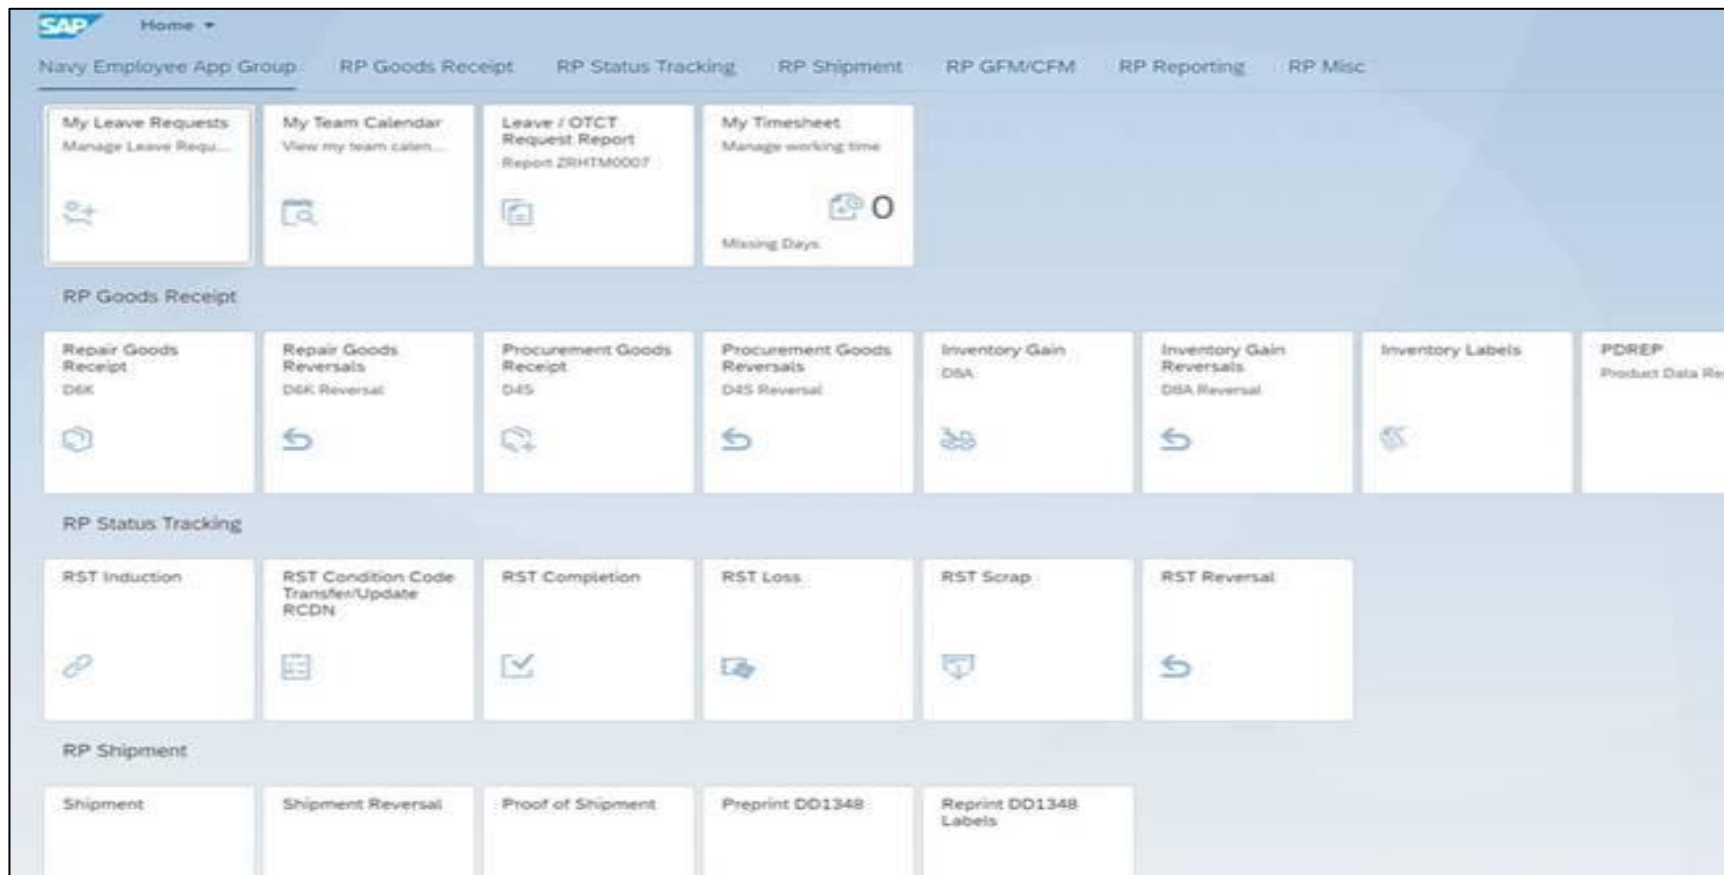 SAP Home
Navy Employee App Group RP Goods Receipt RP Status Tracking RP Shipment RP GFM/CFM RP Reporting RP Misc
My Leave Requests
Manage Leave Requ...
My Team Calendar
View my team calen...
Leave / OTCT
Request Report
Report ZRHTM0007
My Timesheet
Manage working time
0
Missing Days
RP Goods Receipt
Repair Goods
Receipt
D6K
Repair Goods
Reversals
D6K Reversal
Procurement Goods
Receipt
D4S
Procurement Goods
Reversals
D4S Reversal
Inventory Gain
D8A
Inventory Gain
Reversals
D8A Reversal
Inventory Labels
PDREP
Product Data Re
RP Status Tracking
RST Induction
RST Condition Code
Transfer/Update
RCDN
RST Completion
RST Loss
RST Scrap
RST Reversal
RP Shipment
Shipment
Shipment Reversal
Proof of Shipment
Preprint DD1348
Reprint DD1348
Labels